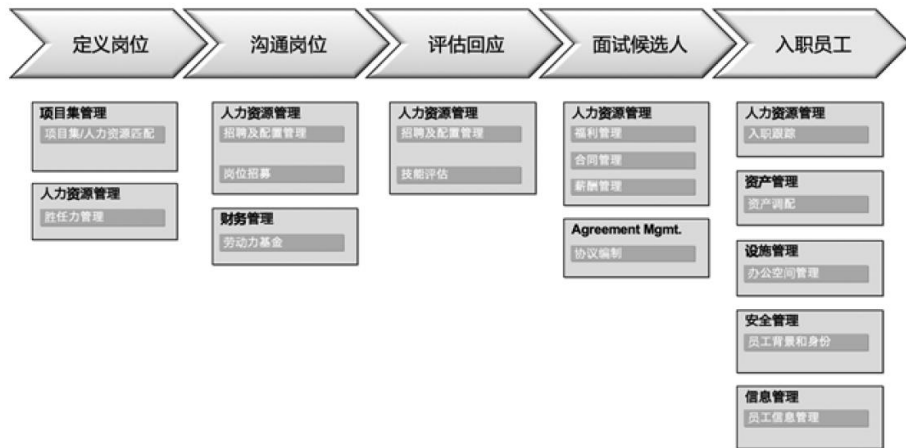 定义岗位
沟通岗位
评估回应
面试候选人
入职员工
项目集管理
项目集/人力资源匹配
人力资源管理
胜任力管理
人力资源管理
招聘及配置管理
岗位招募
财务管理
劳动力基金
人力资源管理
招聘及配置管理
技能评估
人力资源管理
福利管理
合同管理
薪酬管理
Agreement Mgmt.
协议编制
人力资源管理
入职跟踪
资产管理
资产调配
设施管理
办公空间管理
安全管理
员工背景和身份
信息管理
员工信息管理